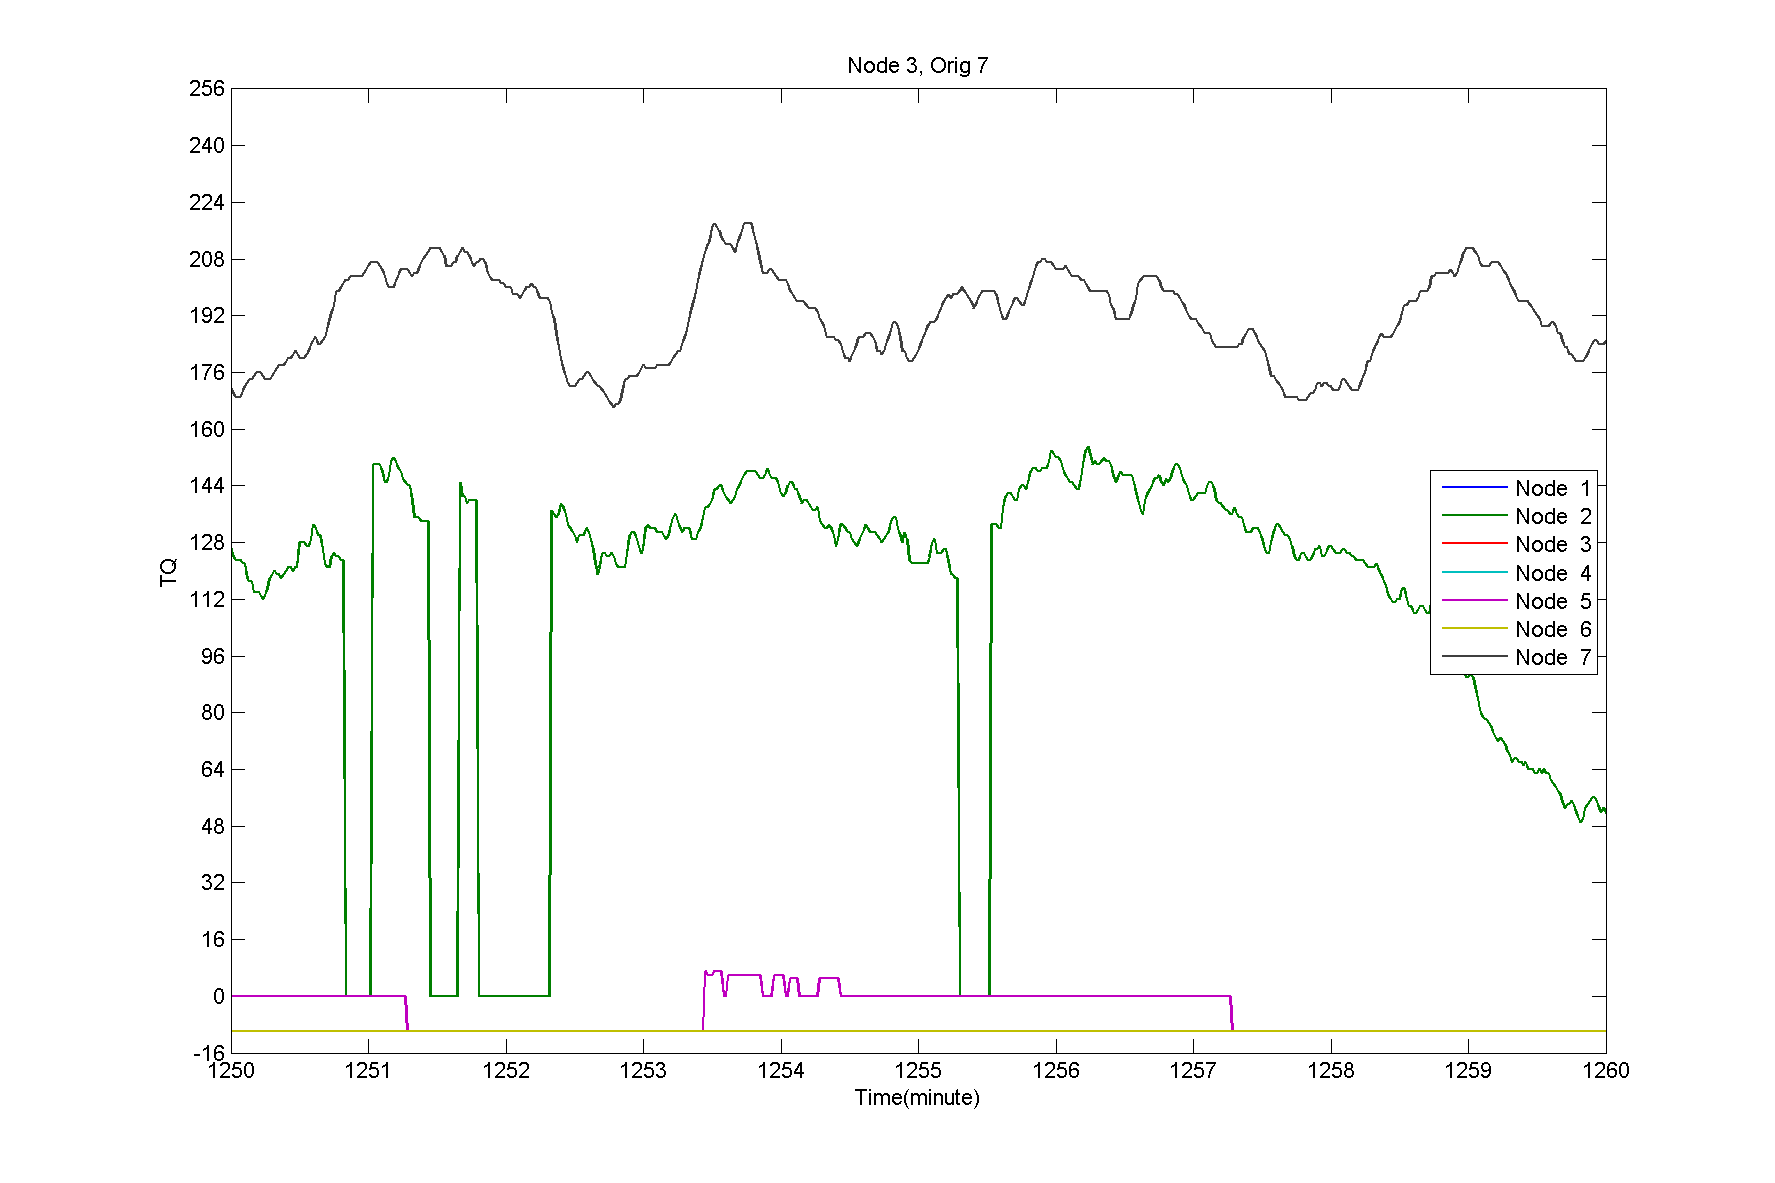 Node 3, Orig 7
256
240
224
208
192
176
160
144
128
112
96
80
64
48
32
16
0
-16
TQ
Node 1
Node 2
Node 3
Node 4
Node 5
Node 6
Node 7
1250 1251 1252 1253 1254 1255 1256 1257 1258 1259 1260
Time(minute)